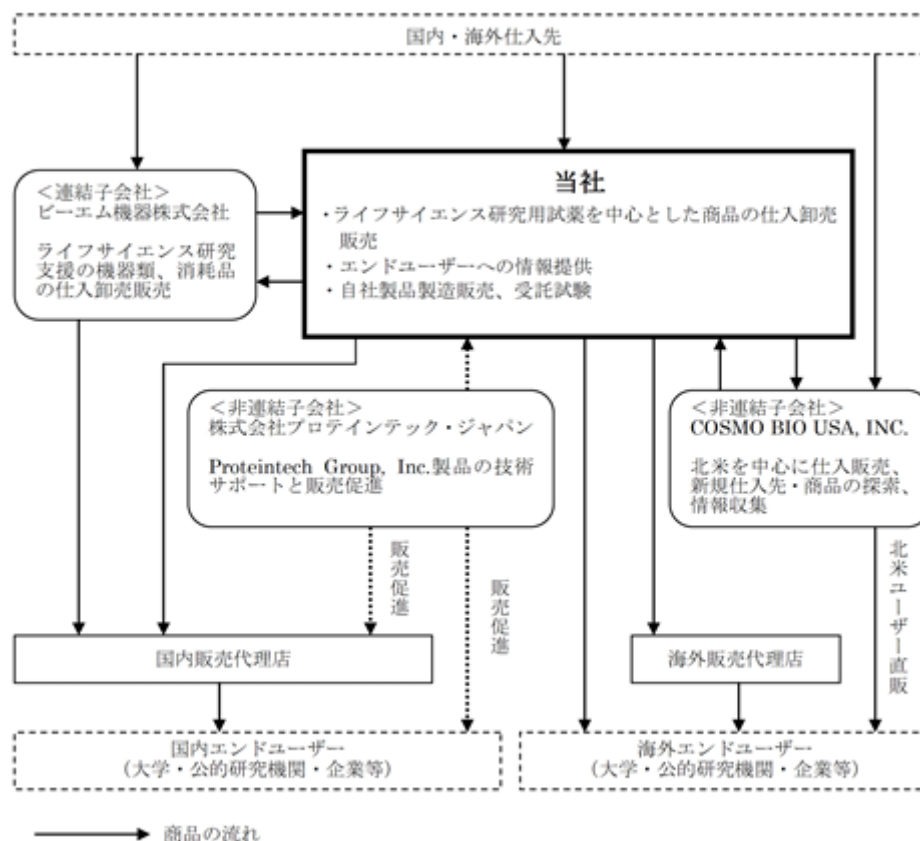 国内・海外仕入先
＜連結子会社＞
ビーエム機器株式会社
ライフサイエンス研究
支援の機器類、消耗品
の仕入卸売販売
当社
・ライフサイエンス研究用試薬を中心とした商品の仕入卸売
販売
・エンドユーザーへの情報提供
・自社製品製造販売、受託試験
＜非連結子会社＞
株式会社プロテインテック・ジャパン
Proteintech Group, Inc.製品の技術
サポートと販売促進
＜非連結子会社＞
COSMO BIO USA, INC.
北米を中心に仕入販売、
新規仕入先・商品の探索、
情報収集
販売促進
販売促進
北米ユーザー直販
国内販売代理店
海外販売代理店
国内エンドユーザー
（大学・公的研究機関・企業等）
海外エンドユーザー
（大学・公的研究機関・企業等）
商品の流れ